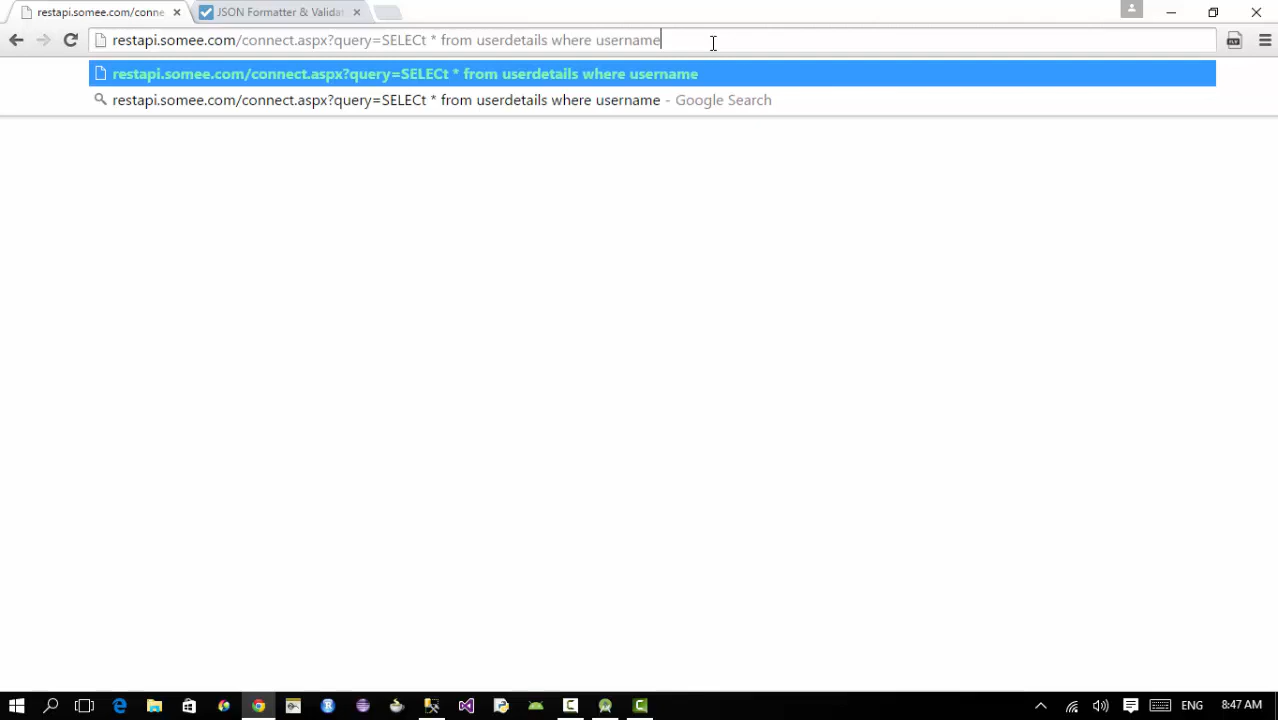 restapi.somee.com/conne
JSON Formatter & Validat
restapi.somee.com/connect.aspx?query=SELECt * from userdetails where username
restapi.somee.com/connect.aspx?query=SELECt * from userdetails where username
restapi.somee.com/connect.aspx?query=SELECt * from userdetails where username - Google Search
ENG
8:47 AM